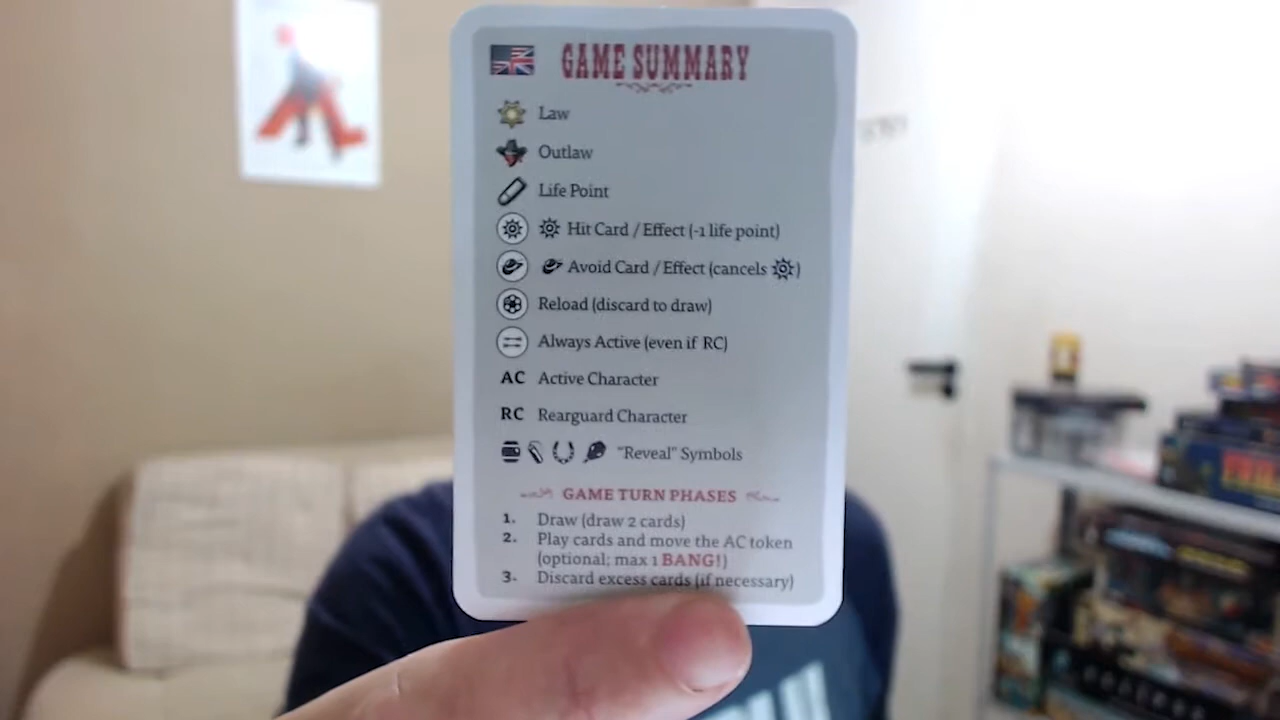 GAME SUMMARY
Law
Outlaw
Life Point
Hit Card / Effect (-1 life point)
Avoid Card / Effect (cancels )
Reload (discard to draw)
Always Active (even if RC)
AC Active Character
RC Rearguard Character
"Reveal" Symbols
GAME TURN PHASES
1. Draw (draw 2 cards)
2. Play cards and move the AC token
(optional; max 1 BANG!)
3. Discard excess cards (if necessary)